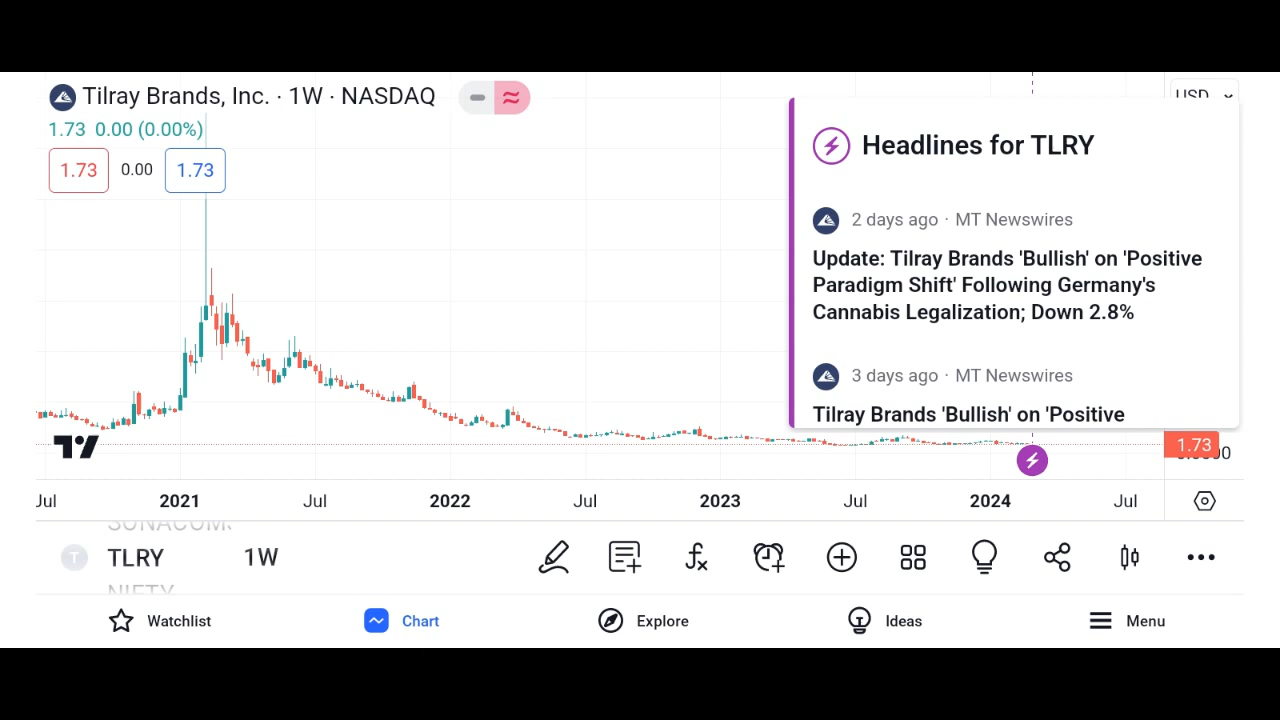 Tilray Brands, Inc. · 1W · NASDAQ
USD
1.73 0.00 (0.00%)
1.73 0.00 1.73
Headlines for TLRY
2 days ago · MT Newswires
Update: Tilray Brands 'Bullish' on 'Positive
Paradigm Shift' Following Germany's
Cannabis Legalization; Down 2.8%
3 days ago · MT Newswires
Tilray Brands 'Bullish' on 'Positive
1.73
Jul 2021 Jul 2022 Jul 2023 Jul 2024 Jul
T TLRY 1W
NIFTY
Watchlist Chart Explore Ideas Menu